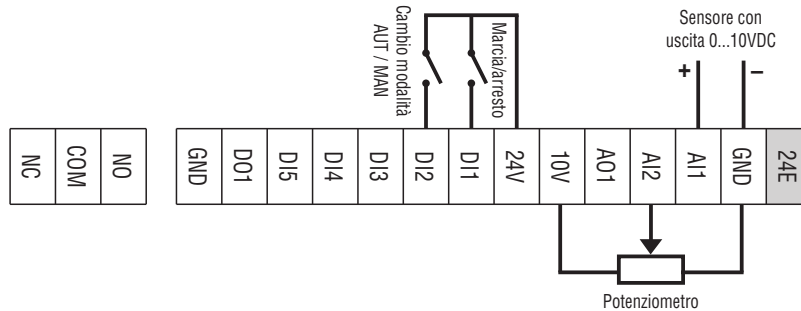 Cambio modalità
AUT / MAN
Marcia/arresto
Sensore con
uscita 0...10VDC
+ –
NC COM NO GND DO1 DI5 DI4 DI3 DI2 DI1 24V 10V AO1 AI2 AI1 GND 24E
Potenziometro